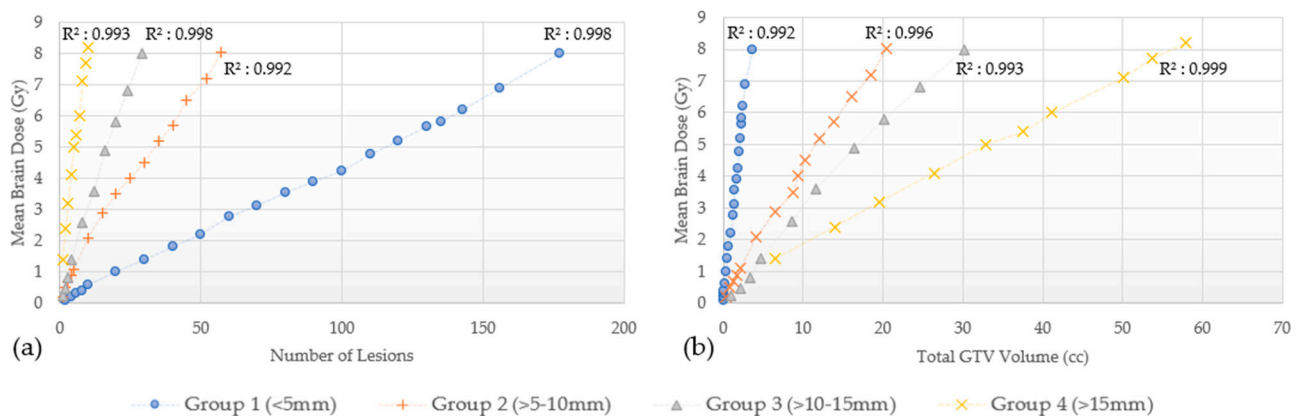 R² : 0.993
R² : 0.998
R² : 0.998
R² : 0.992
9
8
7
6
5
4
3
2
1
0
Mean Brain Dose (Gy)
0
50
100
150
200
Number of Lesions
(a)
R² : 0.992
R² : 0.996
R² : 0.993
R² : 0.999
9
8
7
6
5
4
3
2
1
0
Mean Brain Dose (Gy)
0
10
20
30
40
50
60
70
Total GTV Volume (cc)
(b)
Group 1 (<5mm)
Group 2 (>5-10mm)
Group 3 (>10-15mm)
Group 4 (>15mm)